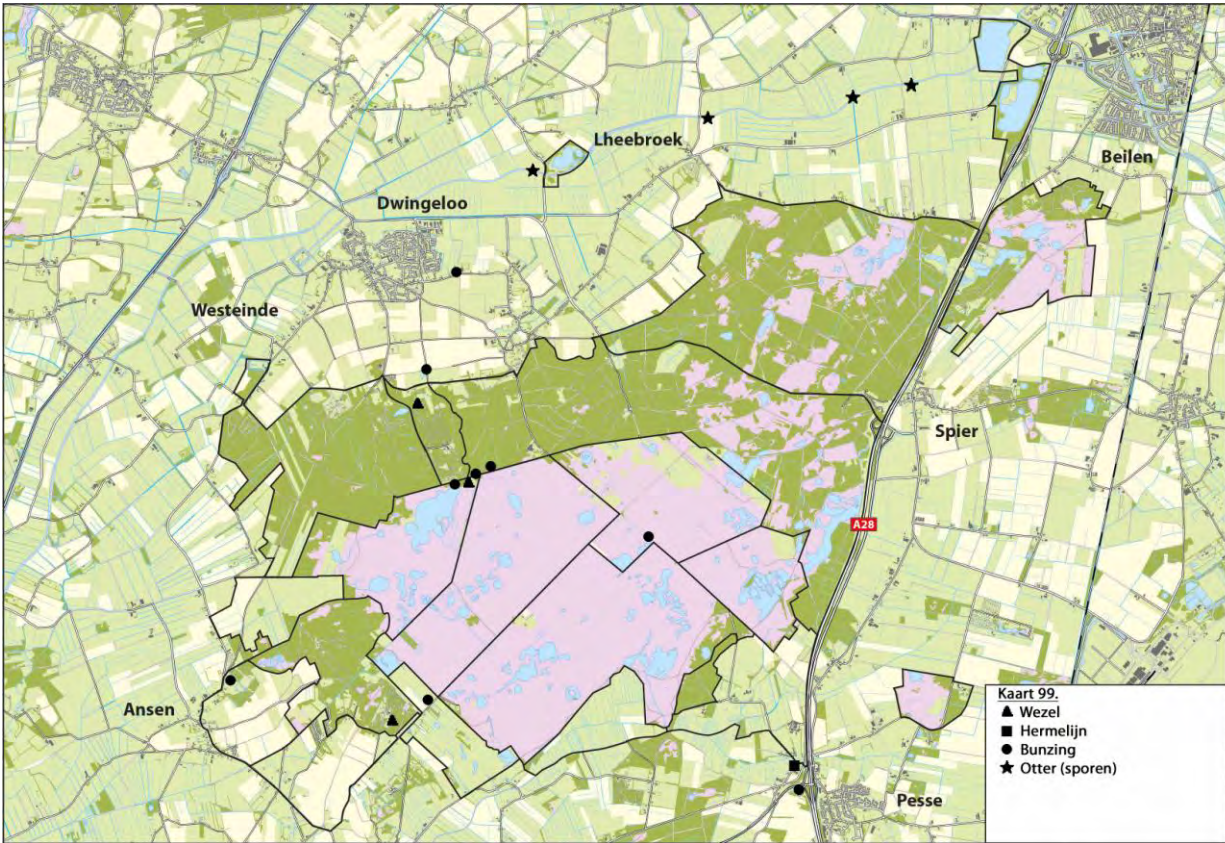 Lheebroek
Beilen
Dwingeloo
Westeinde
Spier
A28
Ansen
Pesse
Kaart 99.
Wezel
Hermelijn
Bunzing
Otter (sporen)